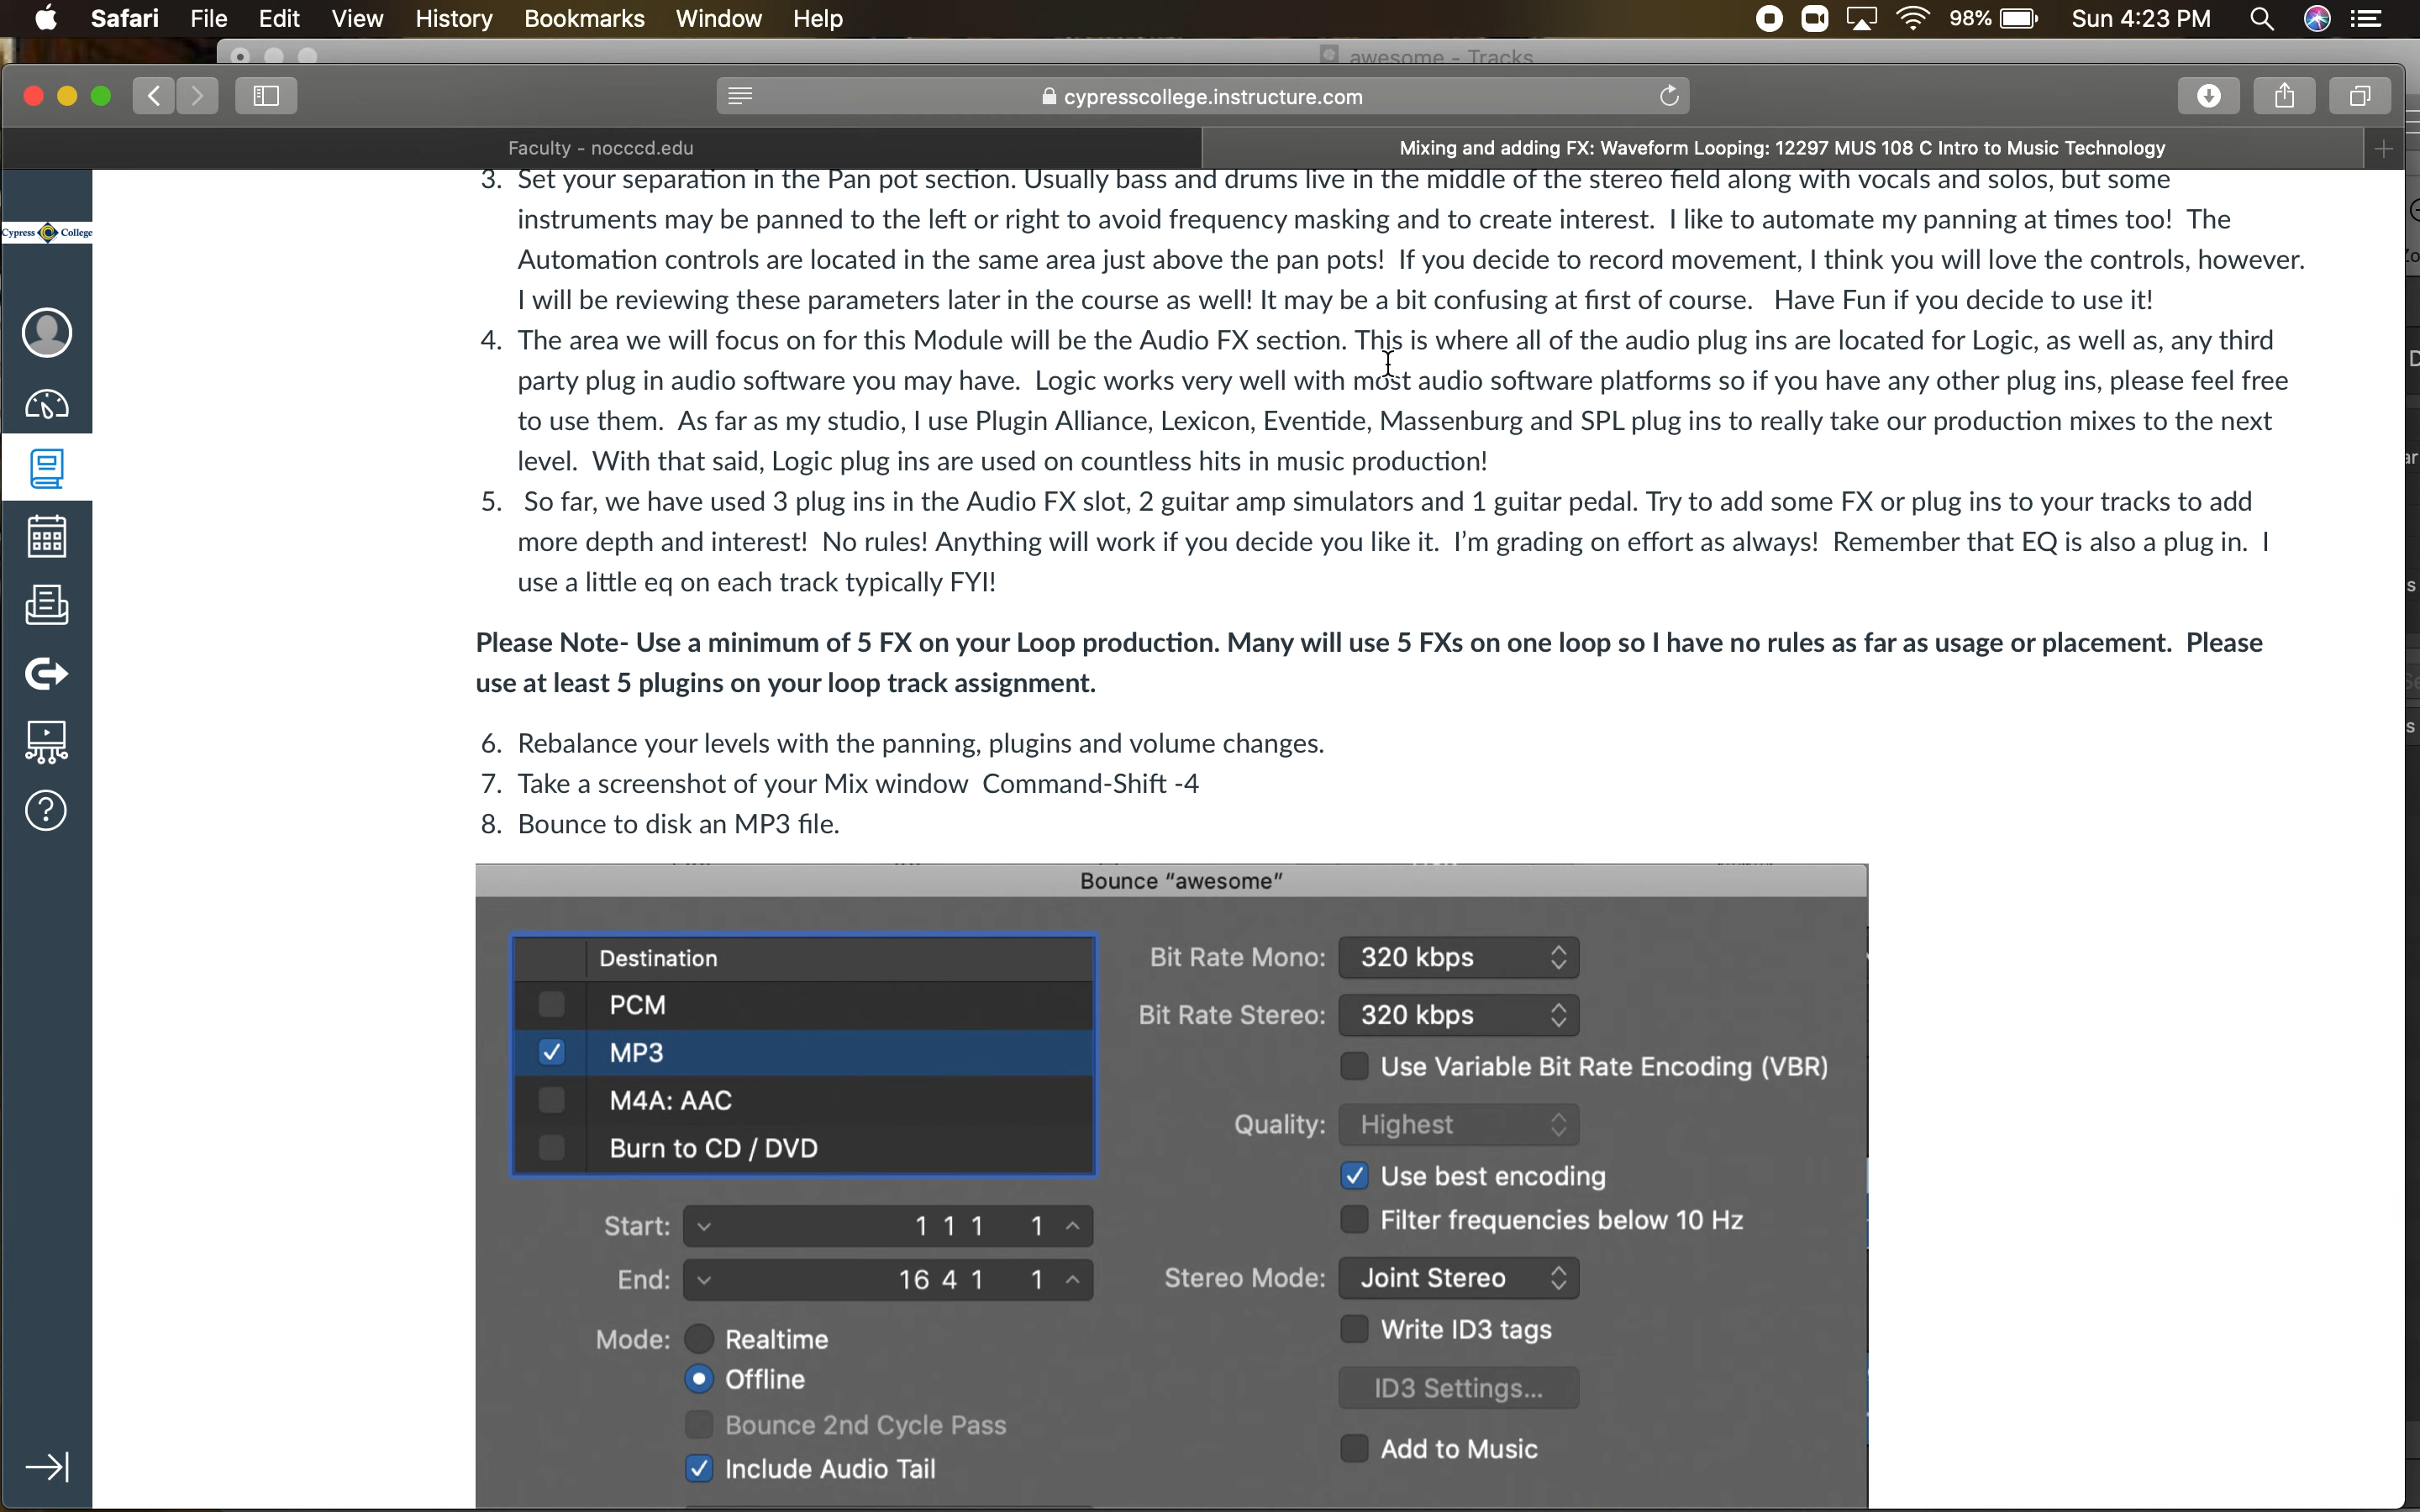 Safari File Edit View History Bookmarks Window Help 98% Sun 4:23 PM
awesome - Tracks
cypresscollege.instructure.com
Faculty - nocccd.edu
Mixing and adding FX: Waveform Looping: 12297 MUS 108 C Intro to Music Technology
Cypress College
3. Set your separation in the Pan pot section. Usually bass and drums live in the middle of the stereo field along with vocals and solos, but some
instruments may be panned to the left or right to avoid frequency masking and to create interest. I like to automate my panning at times too! The
Automation controls are located in the same area just above the pan pots! If you decide to record movement, I think you will love the controls, however.
I will be reviewing these parameters later in the course as well! It may be a bit confusing at first of course. Have Fun if you decide to use it!
4. The area we will focus on for this Module will be the Audio FX section. This is where all of the audio plug ins are located for Logic, as well as, any third
party plug in audio software you may have. Logic works very well with most audio software platforms so if you have any other plug ins, please feel free
to use them. As far as my studio, I use Plugin Alliance, Lexicon, Eventide, Massenburg and SPL plug ins to really take our production mixes to the next
level. With that said, Logic plug ins are used on countless hits in music production!
5. So far, we have used 3 plug ins in the Audio FX slot, 2 guitar amp simulators and 1 guitar pedal. Try to add some FX or plug ins to your tracks to add
more depth and interest! No rules! Anything will work if you decide you like it. I'm grading on effort as always! Remember that EQ is also a plug in. I
use a little eq on each track typically FYI!
Please Note- Use a minimum of 5 FX on your Loop production. Many will use 5 FXs on one loop so I have no rules as far as usage or placement. Please
use at least 5 plugins on your loop track assignment.
6. Rebalance your levels with the panning, plugins and volume changes.
7. Take a screenshot of your Mix window Command-Shift -4
8. Bounce to disk an MP3 file.
Bounce "awesome"
Destination
PCM
MP3
M4A: AAC
Burn to CD / DVD
Start: 1 1 1 1
End: 16 4 1 1
Mode: Realtime
Offline
Bounce 2nd Cycle Pass
Include Audio Tail
Bit Rate Mono: 320 kbps
Bit Rate Stereo: 320 kbps
Use Variable Bit Rate Encoding (VBR)
Quality: Highest
Use best encoding
Filter frequencies below 10 Hz
Stereo Mode: Joint Stereo
Write ID3 tags
ID3 Settings...
Add to Music